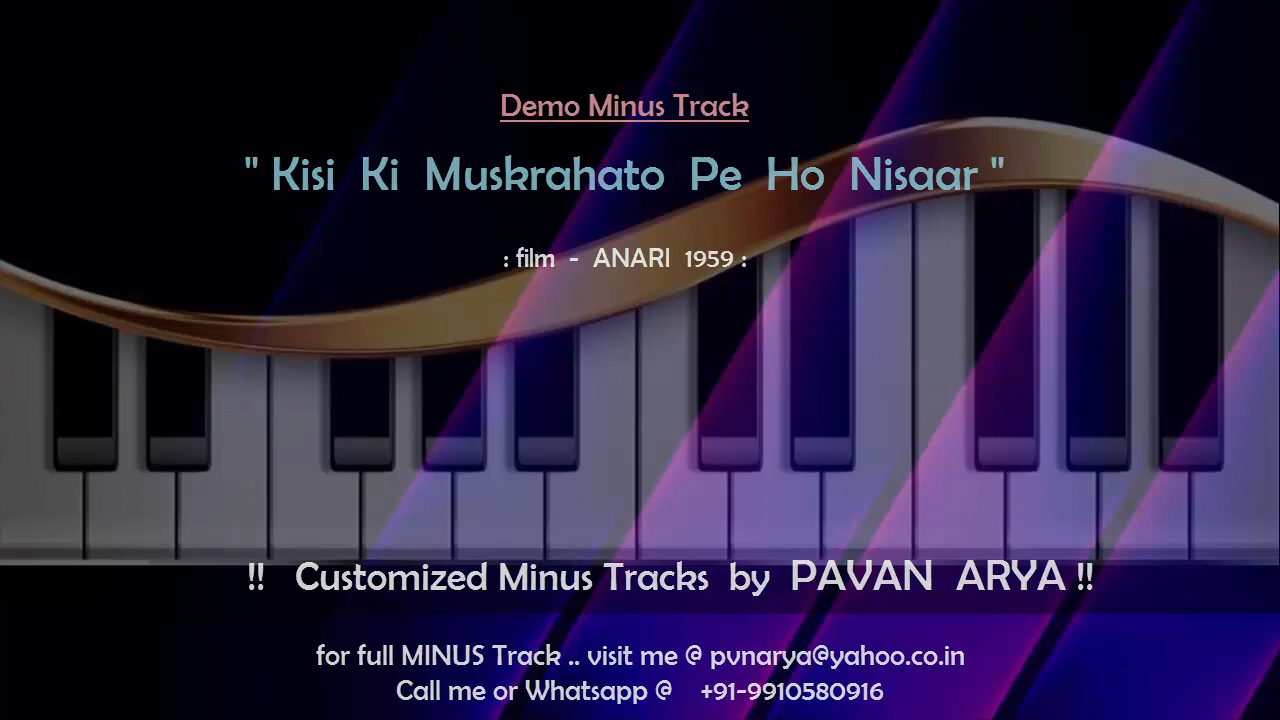 Demo Minus Track
" Kisi Ki Muskrahato Pe Ho Nisaar "
: film - ANARI 1959 :
!! Customized Minus Tracks by PAVAN ARYA !!
for full MINUS Track .. visit me @ pvnarya@yahoo.co.in
Call me or Whatsapp @ +91-9910580916